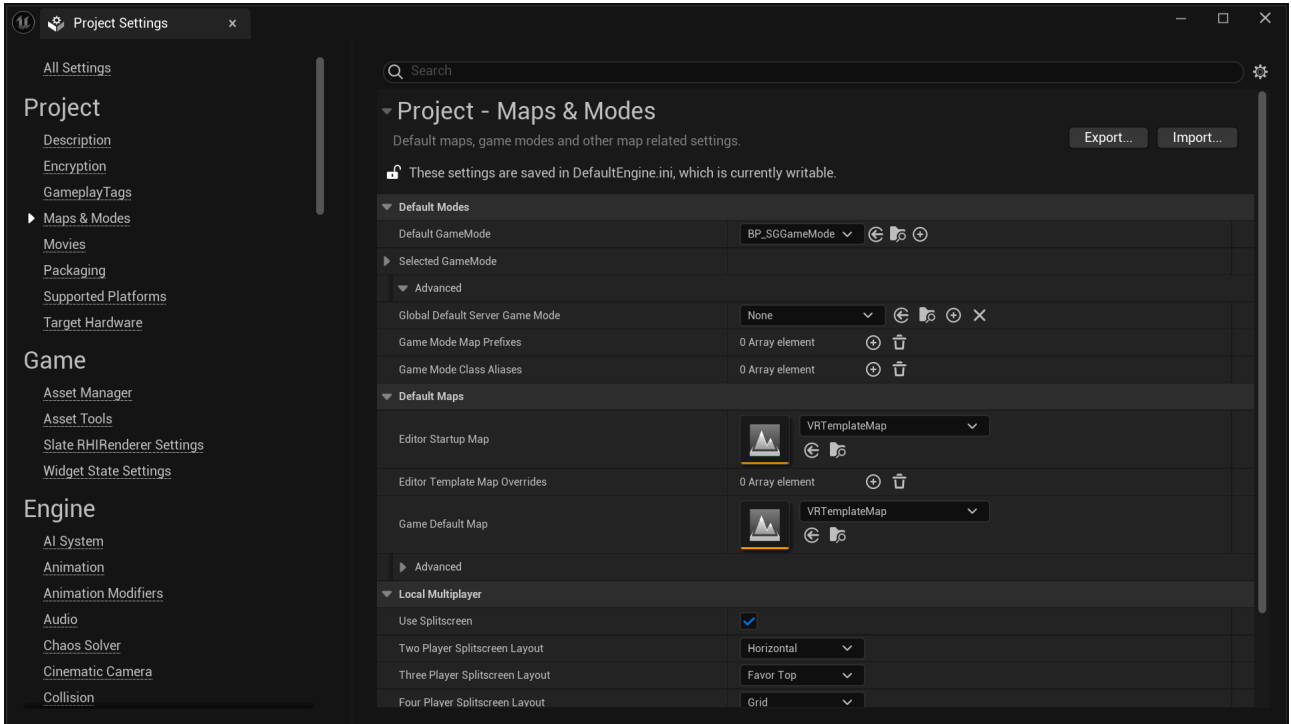 Project Settings
All Settings
Project
Description
Encryption
GameplayTags
Maps & Modes
Movies
Packaging
Supported Platforms
Target Hardware
Game
Asset Manager
Asset Tools
Slate RHIRenderer Settings
Widget State Settings
Engine
AI System
Animation
Animation Modifiers
Audio
Chaos Solver
Cinematic Camera
Collision
Search
Project - Maps & Modes
Default maps, game modes and other map related settings.
Export... Import...
These settings are saved in DefaultEngine.ini, which is currently writable.
Default Modes
Default GameMode BP_SGGameMode
Selected GameMode
Advanced
Global Default Server Game Mode None
Game Mode Map Prefixes 0 Array element
Game Mode Class Aliases 0 Array element
Default Maps
Editor Startup Map VRTemplateMap
Editor Template Map Overrides 0 Array element
Game Default Map VRTemplateMap
Advanced
Local Multiplayer
Use Splitscreen
Two Player Splitscreen Layout Horizontal
Three Player Splitscreen Layout Favor Top
Four Player Splitscreen Layout Grid